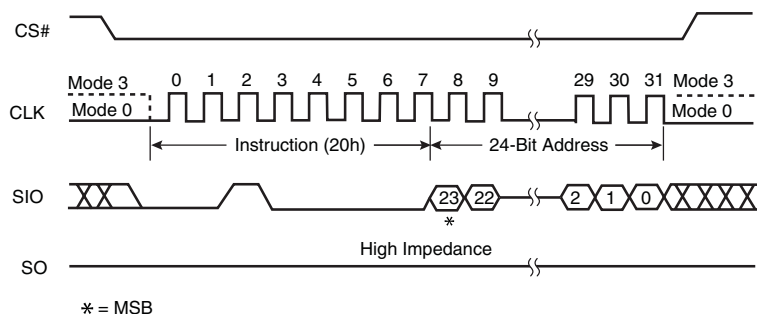 CS#
Mode 3 0 1 2 3 4 5 6 7 8 9 29 30 31 Mode 3
CLK Mode 0 Mode 0
Instruction (20h) 24-Bit Address
SIO 23 22 2 1 0
*
High Impedance
SO
* = MSB